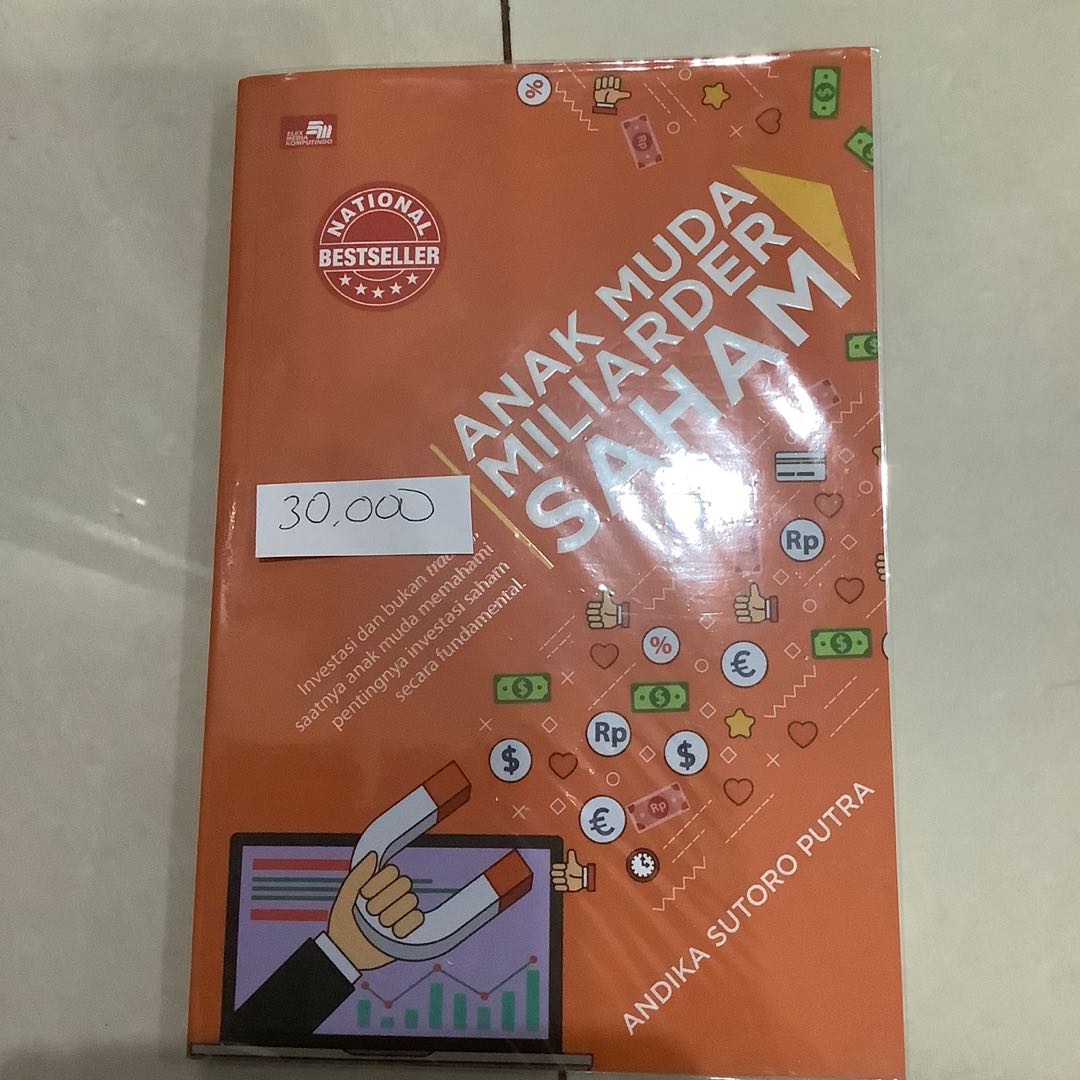 ELEX
MEDIA
KOMPUTINDO
NATIONAL
BESTSELLER
ANAK MUDA
MILIARDER
SAHAM
30.000
Investasi dan bukan
saatnya anak muda memahami
pentingnya investasi saham
secara fundamental.
%
Rp
Rp
%
€
$
Rp
$
€
Rp
$
$
$
$
$
ANDIKA SUTORO PUTRA